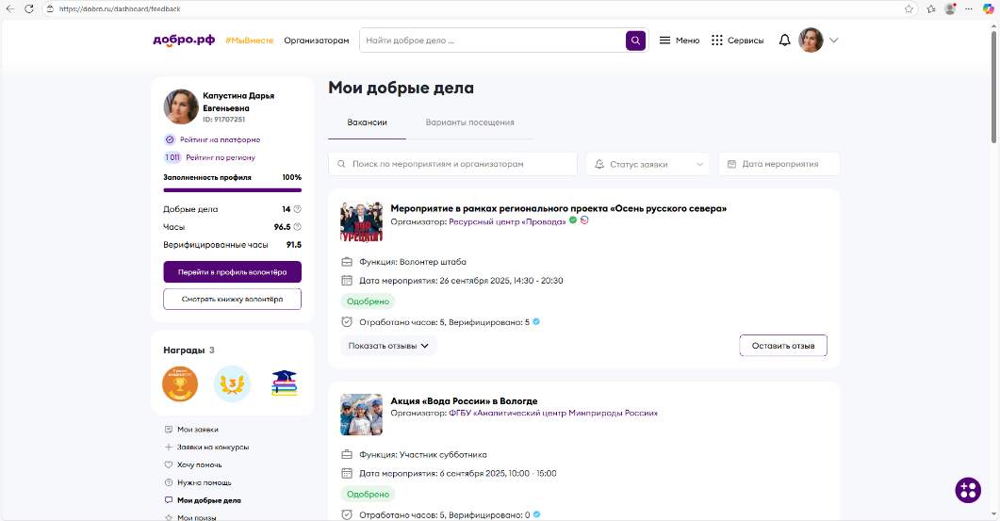 https://dobro.ru/dashboard/feedback
добро.рф
#МыВместе
Организаторам
Найти доброе дело ...
Меню
Сервисы
Капустина Дарья
Евгеньевна
ID: 91707251
Рейтинг на платформе
1 011 Рейтинг по региону
Заполненность профиля 100%
Добрые дела 14
Часы 96.5
Верифицированные часы 91.5
Перейти в профиль волонтёра
Смотреть книжку волонтёра
Награды 3
3
Мои заявки
Заявки на конкурсы
Хочу помочь
Нужна помощь
Мои добрые дела
Мои призы
Мои добрые дела
Вакансии Варианты посещения
Поиск по мероприятиям и организаторам
Статус заявки
Дата мероприятия
ТУРЕЦКОГО
Мероприятие в рамках регионального проекта «Осень русского севера»
Организатор: Ресурсный центр «Провода»
Функция: Волонтер штаба
Дата мероприятия: 26 сентября 2025, 14:30 - 20:30
Одобрено
Отработано часов: 5, Верифицировано: 5
Показать отзывы
Оставить отзыв
Акция «Вода России» в Вологде
Организатор: ФГБУ «Аналитический центр Минприроды России»
Функция: Участник субботника
Дата мероприятия: 6 сентября 2025, 10:00 - 15:00
Одобрено
Отработано часов: 5, Верифицировано: 0